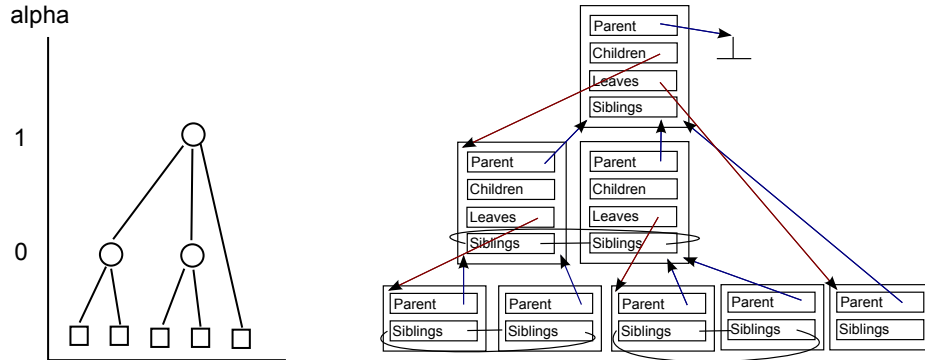 alpha
1
0
Parent
Children
Leaves
Siblings
Parent
Children
Leaves
Siblings
Parent
Children
Leaves
Siblings
Parent
Siblings
Parent
Siblings
Parent
Siblings
Parent
Siblings
Parent
Siblings